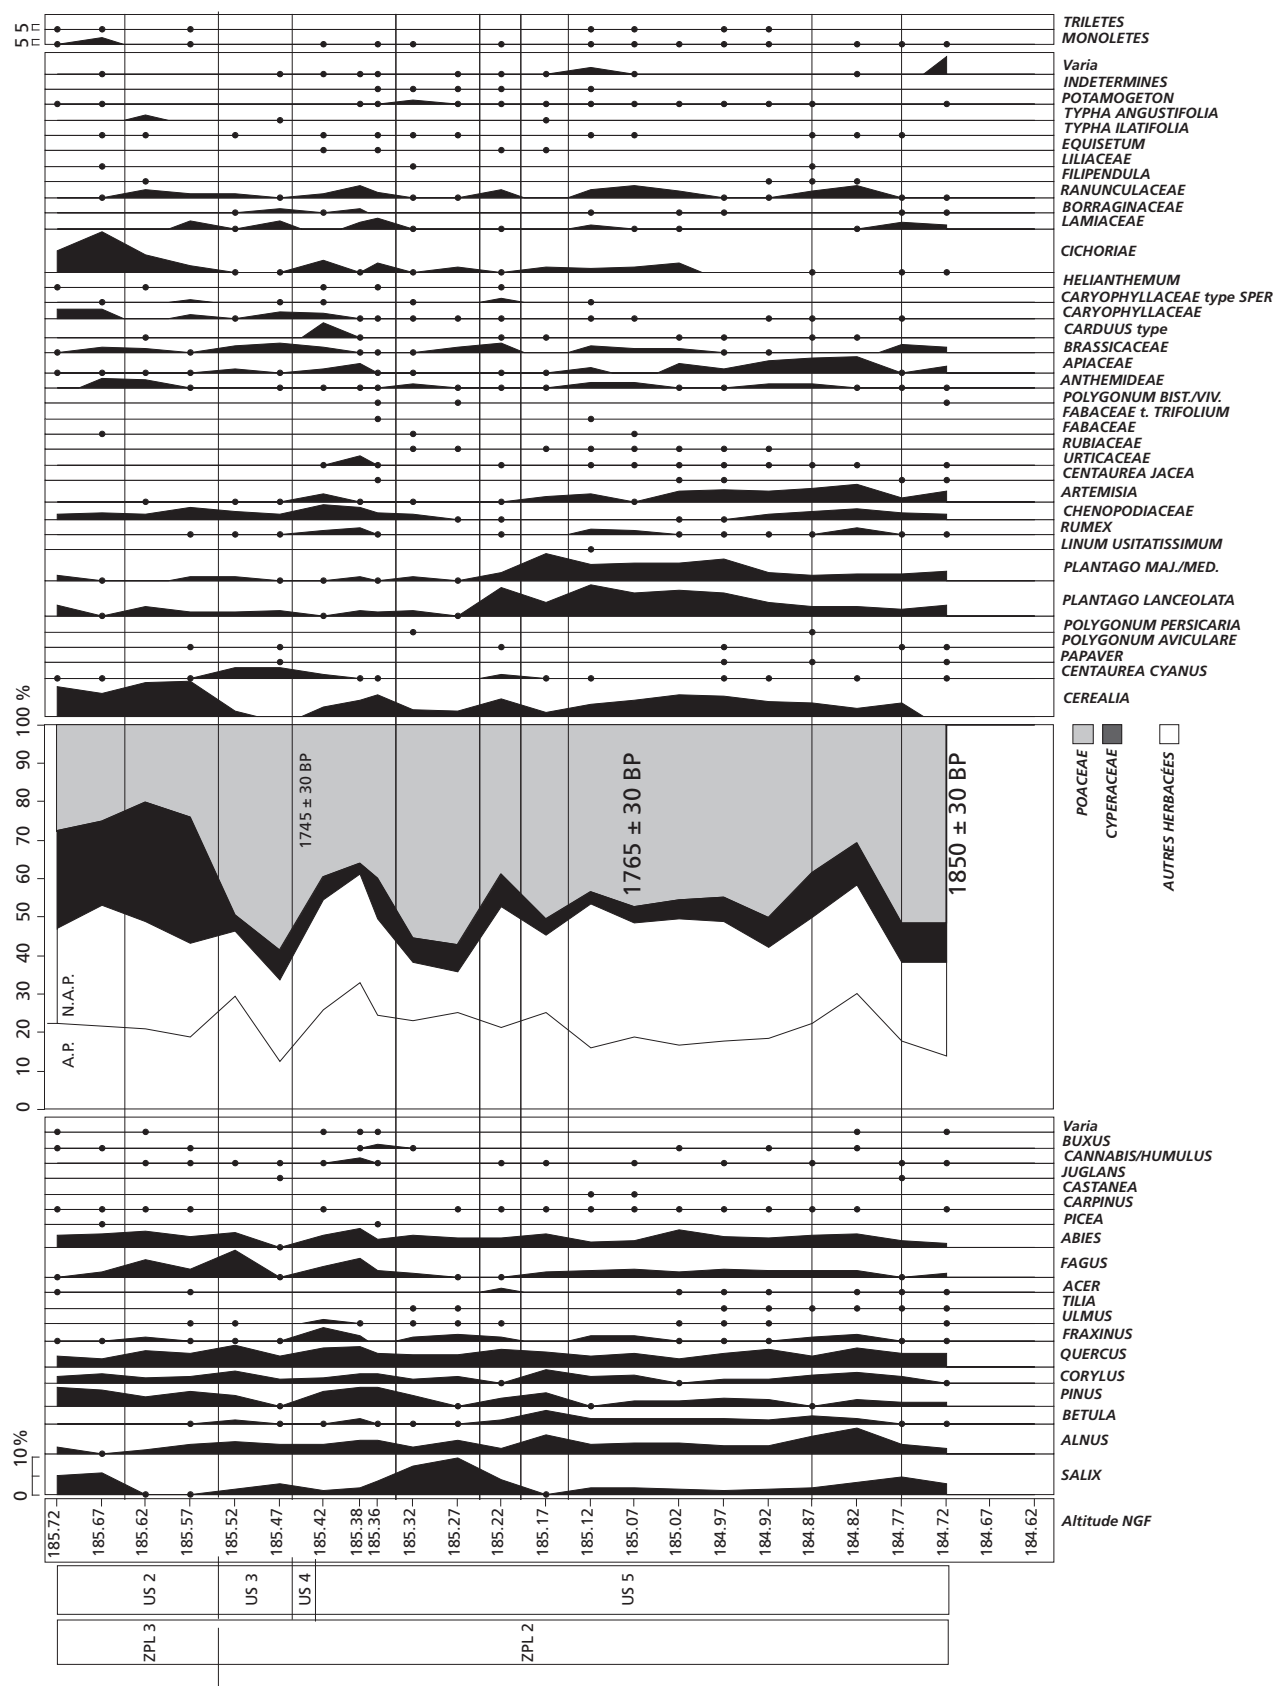 5 5
TRILETES
MONOLETES
Varia
INDETERMINES
POTAMOGETON
TYPHA ANGUSTIFOLIA
TYPHA lLATIFOLIA
EQUISETUM
LILIACEAE
FILIPENDULA
RANUNCULACEAE
BORRAGINACEAE
LAMIACEAE
CICHORIAE
HELIANTHEMUM
CARYOPHYLLACEAE type SPER
CARYOPHYLLACEAE
CARDUUS type
BRASSICACEAE
APIACEAE
ANTHEMIDEAE
POLYGONUM BIST./VIV.
FABACEAE t. TRIFOLIUM
FABACEAE
RUBIACEAE
URTICACEAE
CENTAUREA JACEA
ARTEMISIA
CHENOPODIACEAE
RUMEX
LINUM USITATISSIMUM
PLANTAGO MAJ./MED.
PLANTAGO LANCEOLATA
POLYGONUM PERSICARIA
POLYGONUM AVICULARE
PAPAVER
CENTAUREA CYANUS
CEREALIA
100 %
90
80
70
60
50
40
30
20
10
0
A.P.
N.A.P.
1745 ± 30 BP
1765 ± 30 BP
1850 ± 30 BP
POACEAE
CYPERACEAE
AUTRES HERBACÉES
Varia
BUXUS
CANNABIS/HUMULUS
JUGLANS
CASTANEA
CARPINUS
PICEA
ABIES
FAGUS
ACER
TILIA
ULMUS
FRAXINUS
QUERCUS
CORYLUS
PINUS
BETULA
ALNUS
SALIX
10%
0
185.72
185.67
185.62
185.57
185.52
185.47
185.42
185.38
185.36
185.32
185.27
185.22
185.17
185.12
185.07
185.02
184.97
184.92
184.87
184.82
184.77
184.72
184.67
184.62
Altitude NGF
US 2
US 3
US 4
US 5
ZPL 3
ZPL 2